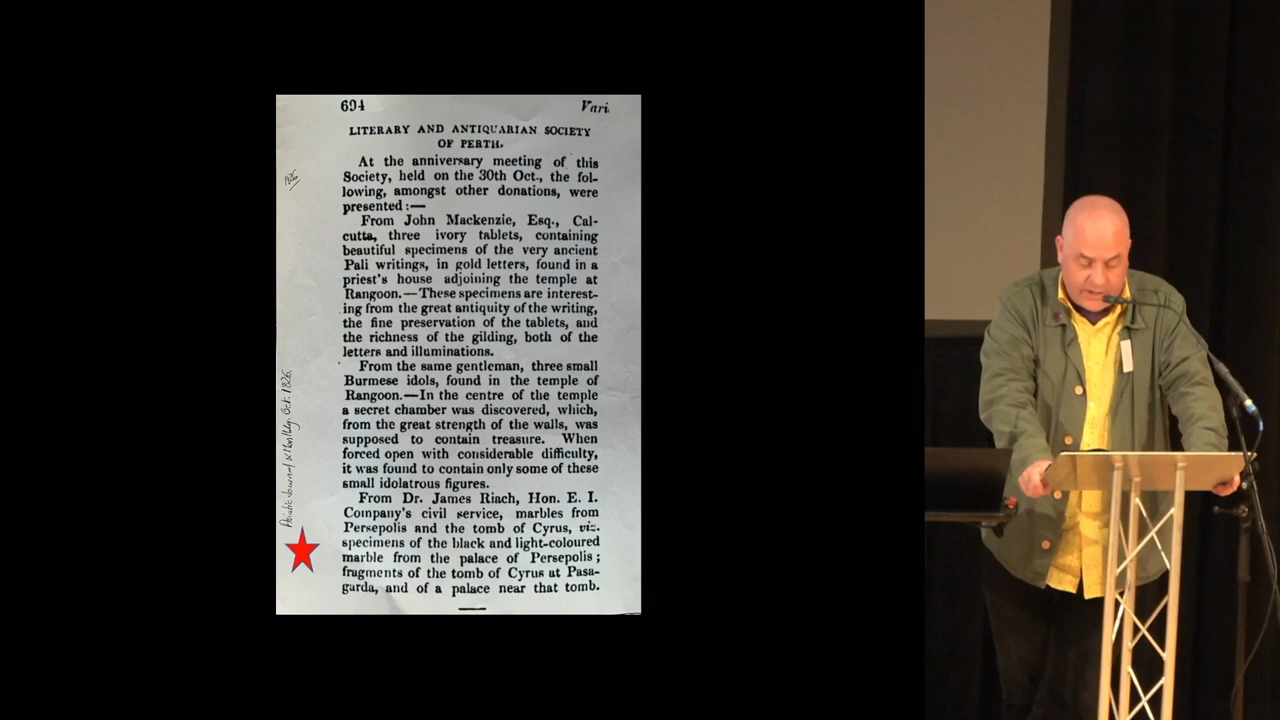 694
Vari.
LITERARY AND ANTIQUARIAN SOCIETY
OF PERTH.
At the anniversary meeting of this
Society, held on the 30th Oct., the fol-
lowing, amongst other donations, were
presented :—
From John Mackenzie, Esq., Cal-
cutta, three ivory tablets, containing
beautiful specimens of the very ancient
Pali writings, in gold letters, found in a
priest's house adjoining the temple at
Rangoon.—These specimens are interest-
ing from the great antiquity of the writing,
the fine preservation of the tablets, and
the richness of the gilding, both of the
letters and illuminations.
From the same gentleman, three small
Burmese idols, found in the temple of
Rangoon.—In the centre of the temple
a secret chamber was discovered, which,
from the great strength of the walls, was
supposed to contain treasure. When
forced open with considerable difficulty,
it was found to contain only some of these
small idolatrous figures.
From Dr. James Riach, Hon. E. I.
Company's civil service, marbles from
Persepolis and the tomb of Cyrus, viz.
specimens of the black and light-coloured
marble from the palace of Persepolis ;
fragments of the tomb of Cyrus at Pasa-
garda, and of a palace near that tomb.
Asiatic Journal & Monthly. Oct. 1826.